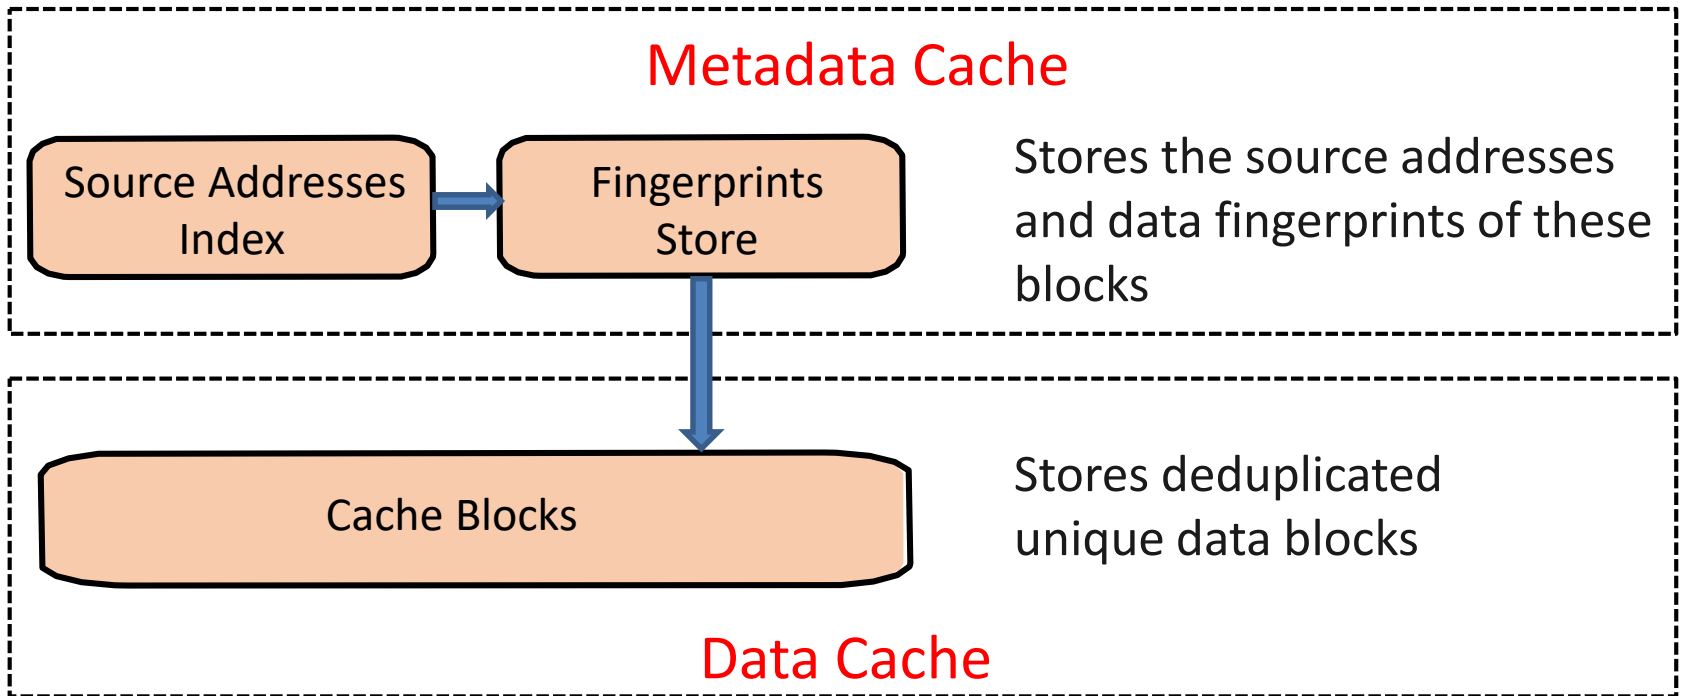 Metadata Cache
Source Addresses
Index
Fingerprints
Store
Stores the source addresses
and data fingerprints of these
blocks
Cache Blocks
Stores deduplicated
unique data blocks
Data Cache